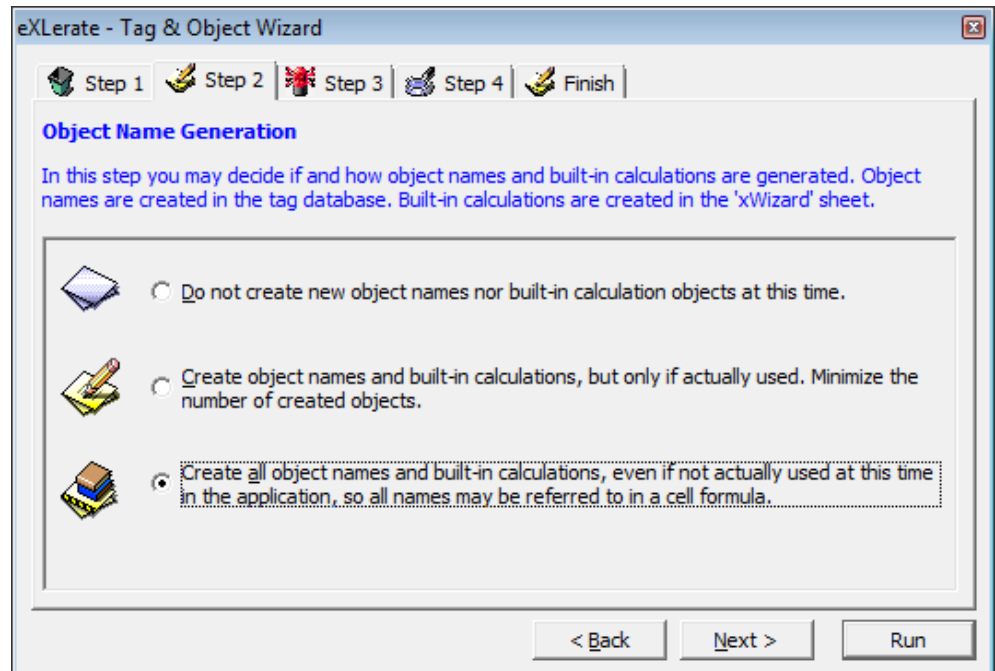 eXLerate - Tag & Object Wizard
Step 1 Step 2 Step 3 Step 4 Finish
Object Name Generation
In this step you may decide if and how object names and built-in calculations are generated. Object
names are created in the tag database. Built-in calculations are created in the 'xWizard' sheet.
Do not create new object names nor built-in calculation objects at this time.
Create object names and built-in calculations, but only if actually used. Minimize the
number of created objects.
Create all object names and built-in calculations, even if not actually used at this time
in the application, so all names may be referred to in a cell formula.
< Back Next > Run